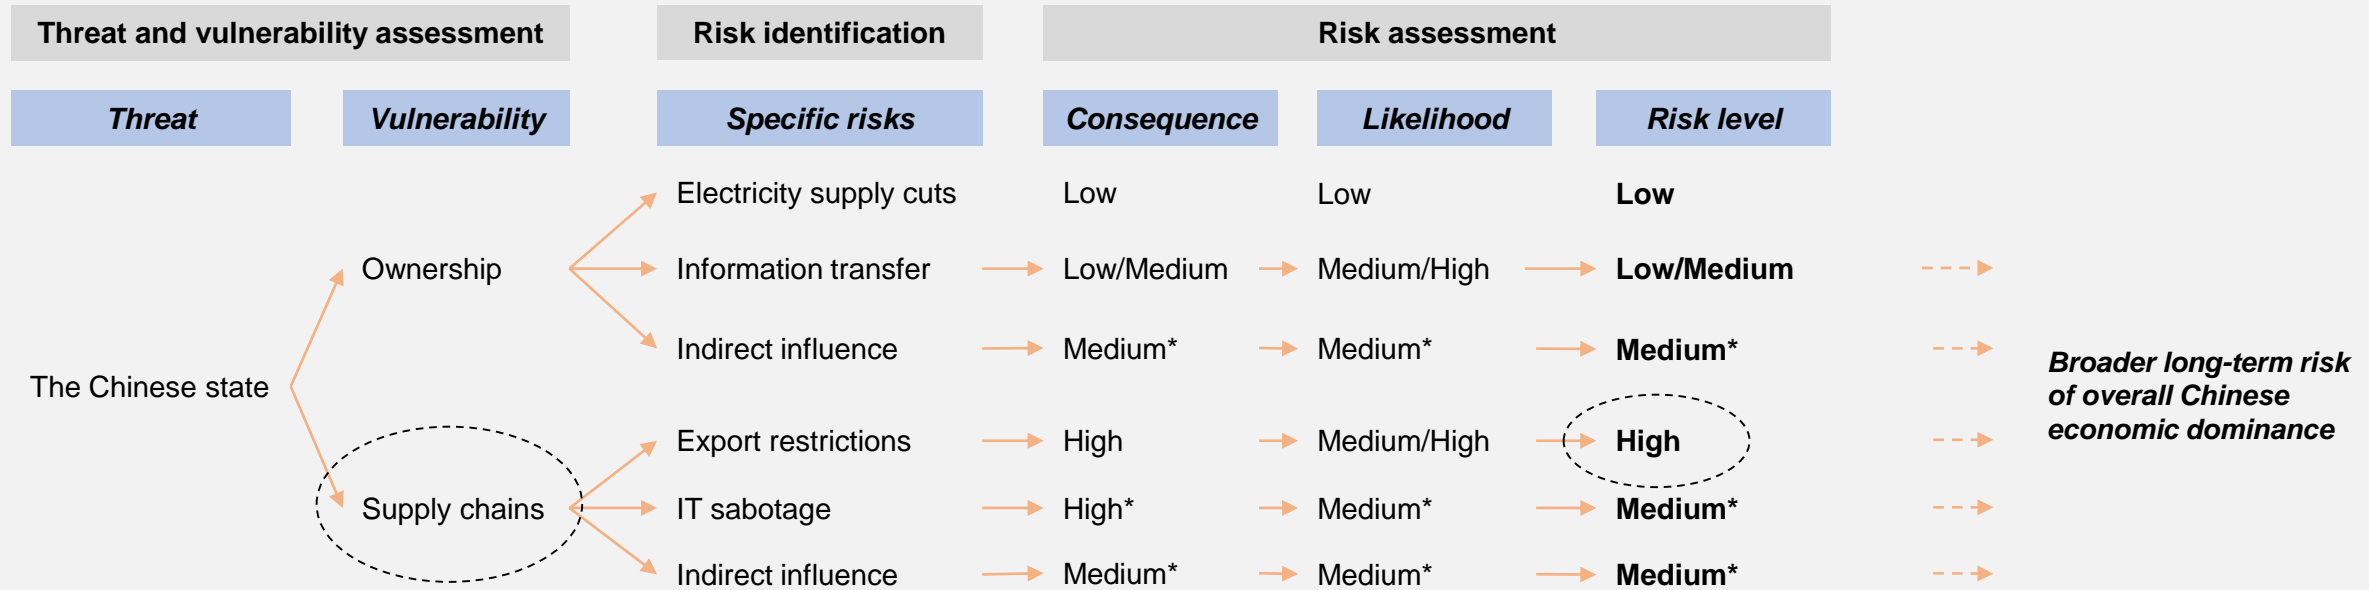 Threat and vulnerability assessment
Risk identification
Risk assessment
Threat
Vulnerability
Specific risks
Consequence
Likelihood
Risk level
Electricity supply cuts
Low
Low
Low
Ownership
Information transfer
Low/Medium
Medium/High
Low/Medium
Indirect influence
Medium*
Medium*
Medium*
The Chinese state
Broader long-term risk
of overall Chinese
economic dominance
Export restrictions
High
Medium/High
High
Supply chains
IT sabotage
High*
Medium*
Medium*
Indirect influence
Medium*
Medium*
Medium*